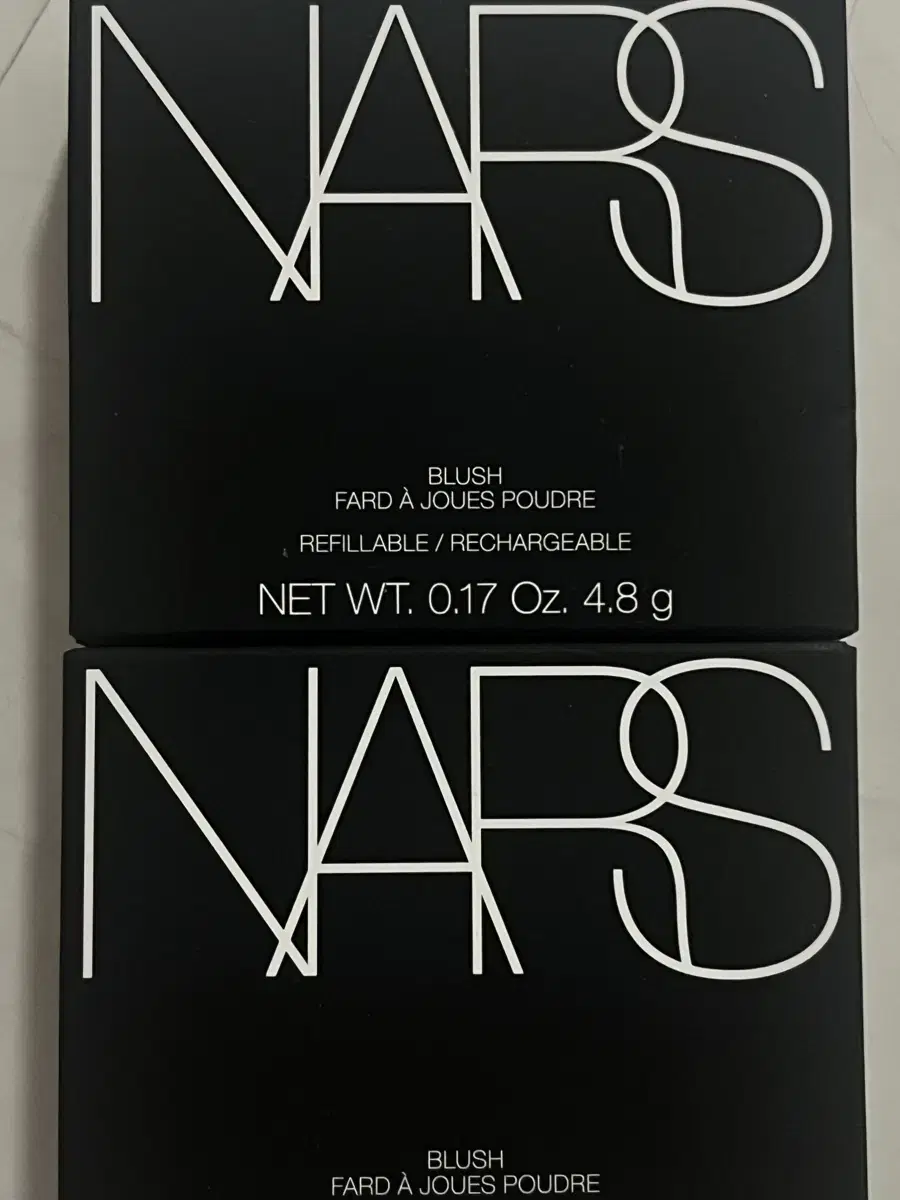 NARS
BLUSH
FARD À JOUES POUDRE
REFILLABLE / RECHARGEABLE
NET WT. 0.17 Oz. 4.8 g
NARS
BLUSH
FARD À JOUES POUDRE